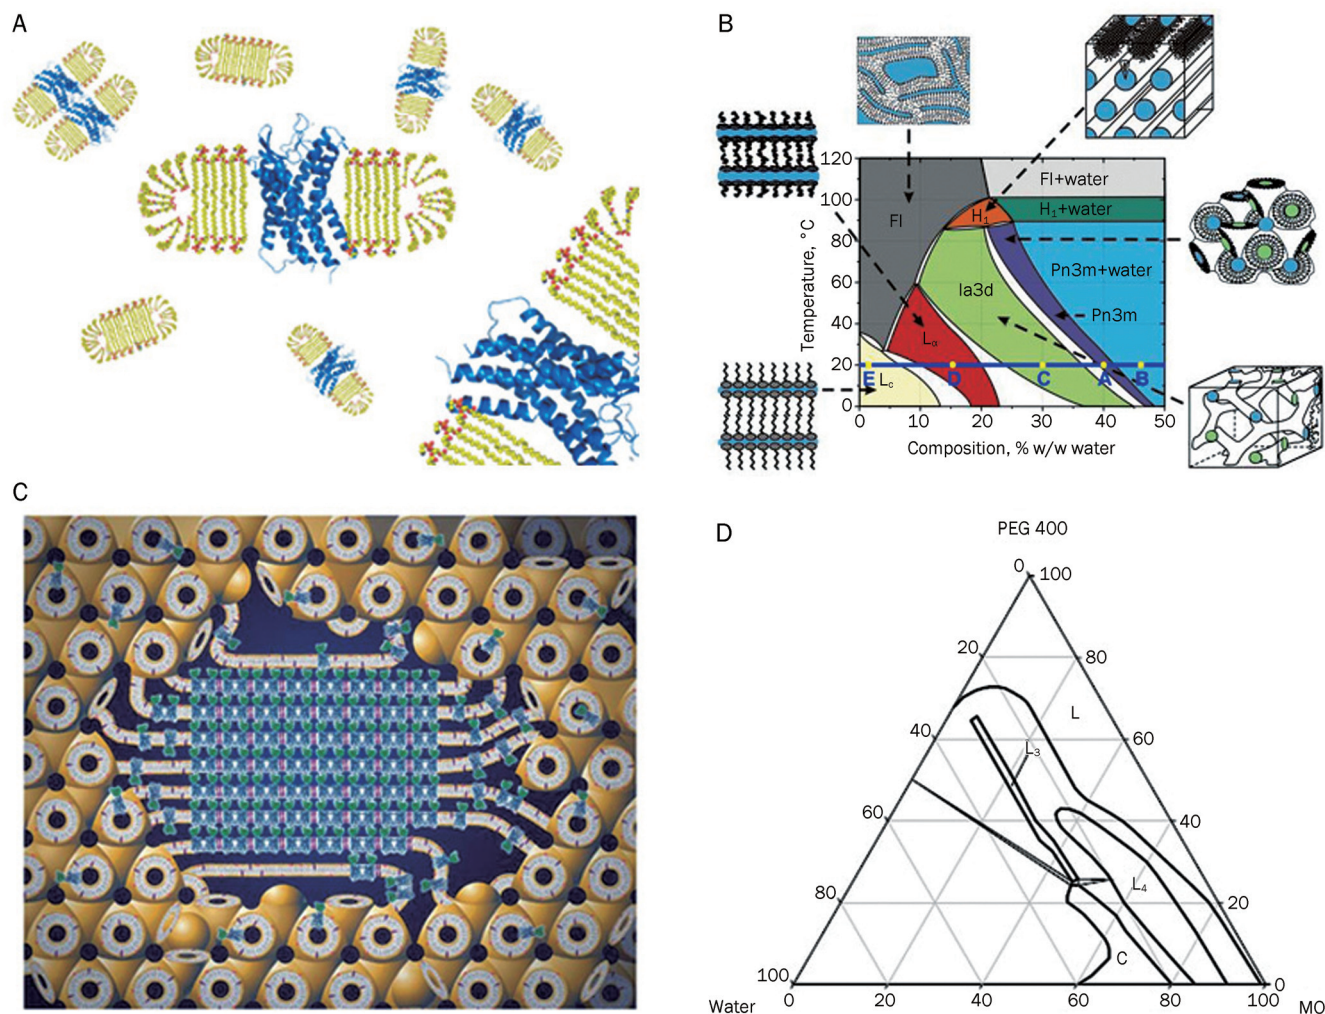 A
B
120
100
80
60
40
20
0
Temperature, °C
Fl
Fl+water
H₁
H₁+water
Pn3m+water
Ia3d
Pn3m
Lα
Lc
E
D
C
A
B
0 10 20 30 40 50
Composition, % w/w water
C
D
PEG 400
0 100
20 80
L
40 60
L₃
60 40
L₄
80 20
C
100 0
Water 0 20 40 60 80 100 MO